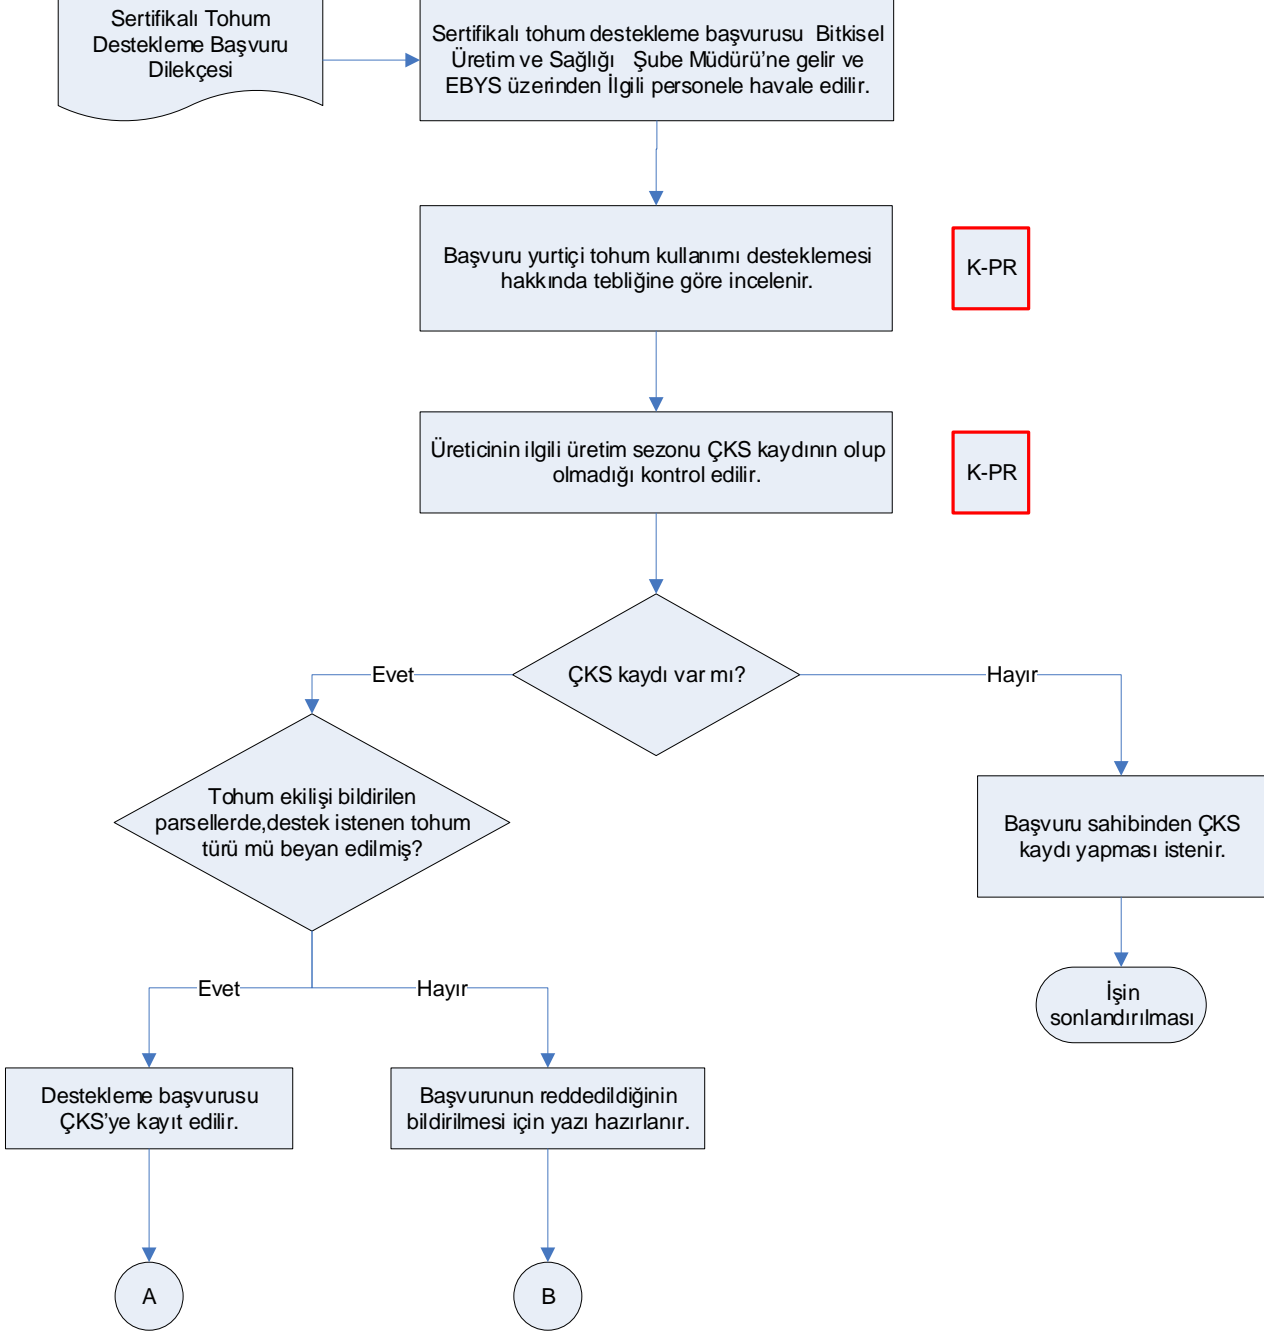 Sertifikalı Tohum
Destekleme Başvuru
Dilekçesi
Sertifikalı tohum destekleme başvurusu Bitkisel
Üretim ve Sağlığı Şube Müdürü’ne gelir ve
EBYS üzerinden İlgili personele havale edilir.
Başvuru yurtiçi tohum kullanımı desteklemesi
hakkında tebliğine göre incelenir.
K-PR
Üreticinin ilgili üretim sezonu ÇKS kaydının olup
olmadığı kontrol edilir.
K-PR
ÇKS kaydı var mı?
Evet
Hayır
Tohum ekilişi bildirilen
parsellerde,destek istenen tohum
türü mü beyan edilmiş?
Başvuru sahibinden ÇKS
kaydı yapması istenir.
İşin
sonlandırılması
Evet
Hayır
Destekleme başvurusu
ÇKS’ye kayıt edilir.
Başvurunun reddedildiğinin
bildirilmesi için yazı hazırlanır.
A
B